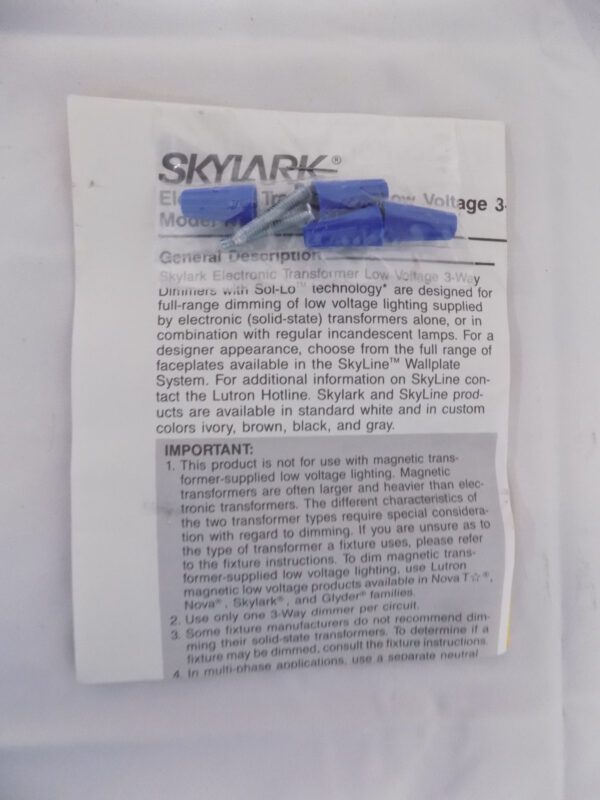 SKYLARK®
Voltage 3-
General Description
Skylark Electronic Transformer Low Voltage 3-Way
Dimmers with Sol-Lo™ technology* are designed for
full-range dimming of low voltage lighting supplied
by electronic (solid-state) transformers alone, or in
combination with regular incandescent lamps. For a
designer appearance, choose from the full range of
faceplates available in the SkyLine™ Wallplate
System. For additional information on SkyLine con-
tact the Lutron Hotline. Skylark and SkyLine prod-
ucts are available in standard white and in custom
colors ivory, brown, black, and gray.
IMPORTANT:
1. This product is not for use with magnetic trans-
former-supplied low voltage lighting. Magnetic
transformers are often larger and heavier than elec-
tronic transformers. The different characteristics of
the two transformer types require special considera-
tion with regard to dimming. If you are unsure as to
the type of transformer a fixture uses, please refer
to the fixture instructions. To dim magnetic trans-
former-supplied low voltage lighting, use Lutron
magnetic low voltage products available in Nova T☆®,
Nova®, Skylark®, and Glyder® families.
2. Use only one 3-Way dimmer per circuit.
3. Some fixture manufacturers do not recommend dim-
ming their solid-state transformers. To determine if a
fixture may be dimmed, consult the fixture instructions.
4. In multi-phase applications, use a separate neutral